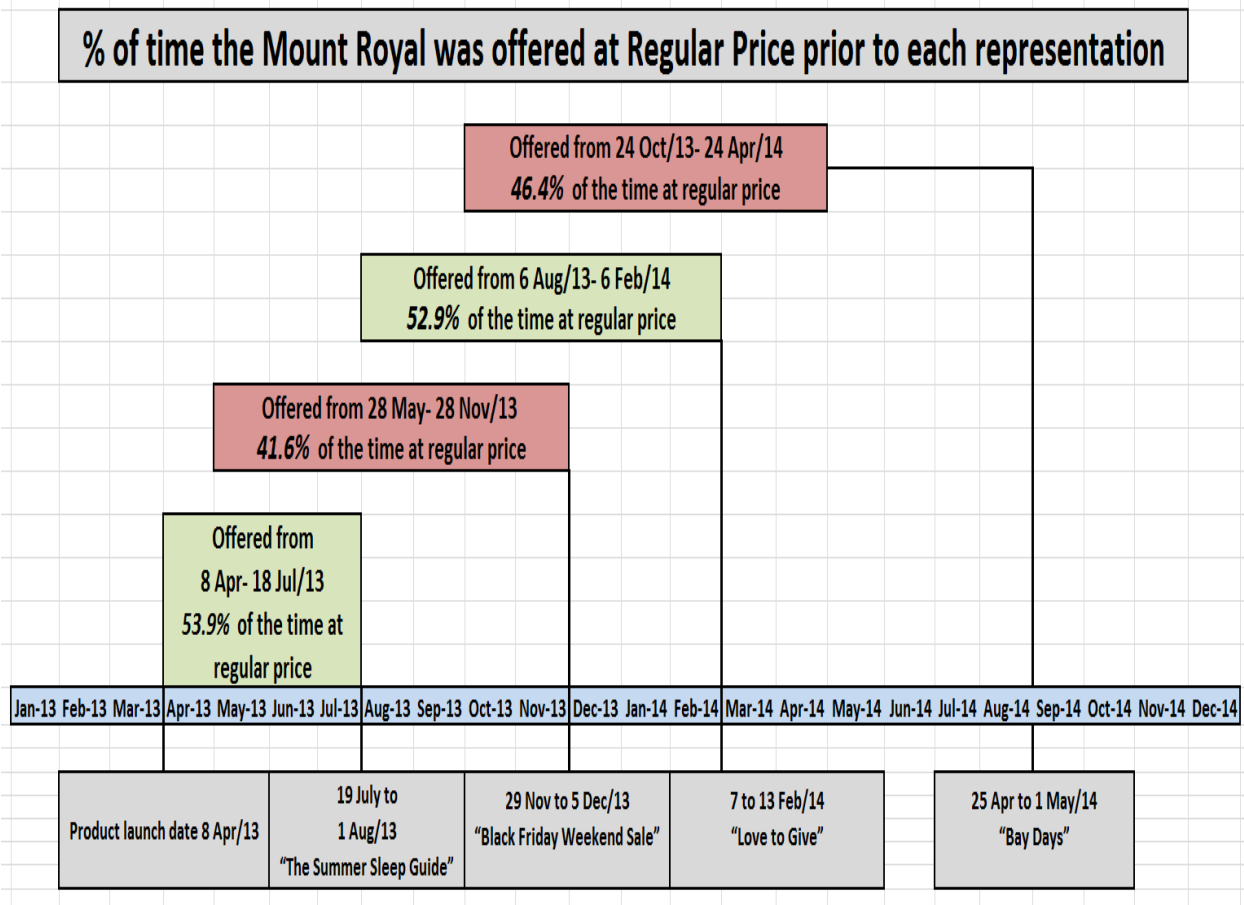 % of time the Mount Royal was offered at Regular Price prior to each representation
Offered from 24 Oct/13- 24 Apr/14
46.4% of the time at regular price
Offered from 6 Aug/13- 6 Feb/14
52.9% of the time at regular price
Offered from 28 May- 28 Nov/13
41.6% of the time at regular price
Offered from
8 Apr- 18 Jul/13
53.9% of the time at
regular price
Jan-13 Feb-13 Mar-13 Apr-13 May-13 Jun-13 Jul-13 Aug-13 Sep-13 Oct-13 Nov-13 Dec-13 Jan-14 Feb-14 Mar-14 Apr-14 May-14 Jun-14 Jul-14 Aug-14 Sep-14 Oct-14 Nov-14 Dec-14
Product launch date 8 Apr/13
19 July to
1 Aug/13
“The Summer Sleep Guide”
29 Nov to 5 Dec/13
“Black Friday Weekend Sale”
7 to 13 Feb/14
“Love to Give”
25 Apr to 1 May/14
“Bay Days”